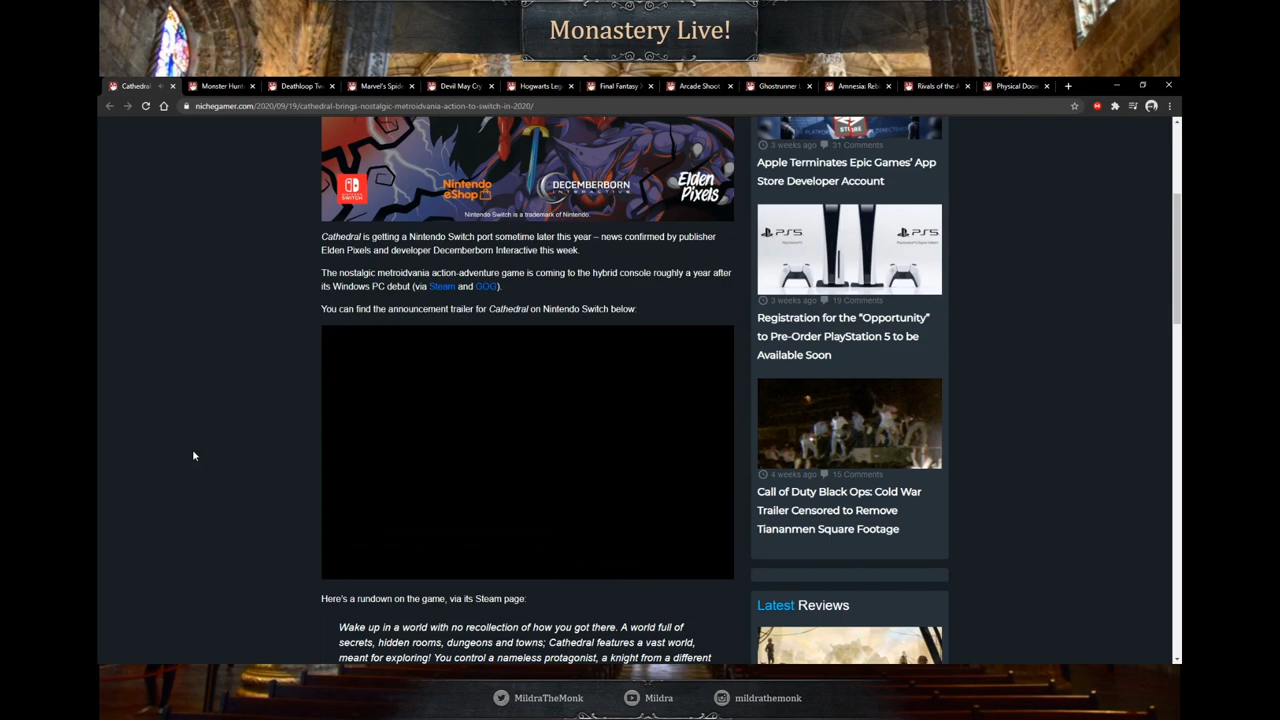 Monastery Live!
Cathedral
Monster Hunt
Deathloop Tw
Marvel's Spide
Devil May Cry
Hogwarts Leg
Final Fantasy X
Arcade Shoot
Ghostrunner
Amnesia: Reb
Rivals of the A
Physical Doom
nichegamer.com/2020/09/19/cathedral-brings-nostalgic-metroidvania-action-to-switch-in-2020/
NINTENDO SWITCH
Nintendo eShop
DECEMBERBORN INTERACTIVE
Elden Pixels
Nintendo Switch is a trademark of Nintendo.
Cathedral is getting a Nintendo Switch port sometime later this year – news confirmed by publisher
Elden Pixels and developer Decemberborn Interactive this week.
The nostalgic metroidvania action-adventure game is coming to the hybrid console roughly a year after
its Windows PC debut (via Steam and GOG).
You can find the announcement trailer for Cathedral on Nintendo Switch below:
Here's a rundown on the game, via its Steam page:
Wake up in a world with no recollection of how you got there. A world full of
secrets, hidden rooms, dungeons and towns; Cathedral features a vast world,
meant for exploring! You control a nameless protagonist, a knight from a different
STORE
3 weeks ago 31 Comments
Apple Terminates Epic Games' App
Store Developer Account
PS5
PS5
3 weeks ago 19 Comments
Registration for the "Opportunity"
to Pre-Order PlayStation 5 to be
Available Soon
4 weeks ago 15 Comments
Call of Duty Black Ops: Cold War
Trailer Censored to Remove
Tiananmen Square Footage
Latest Reviews
MildraTheMonk
Mildra
mildrathemonk